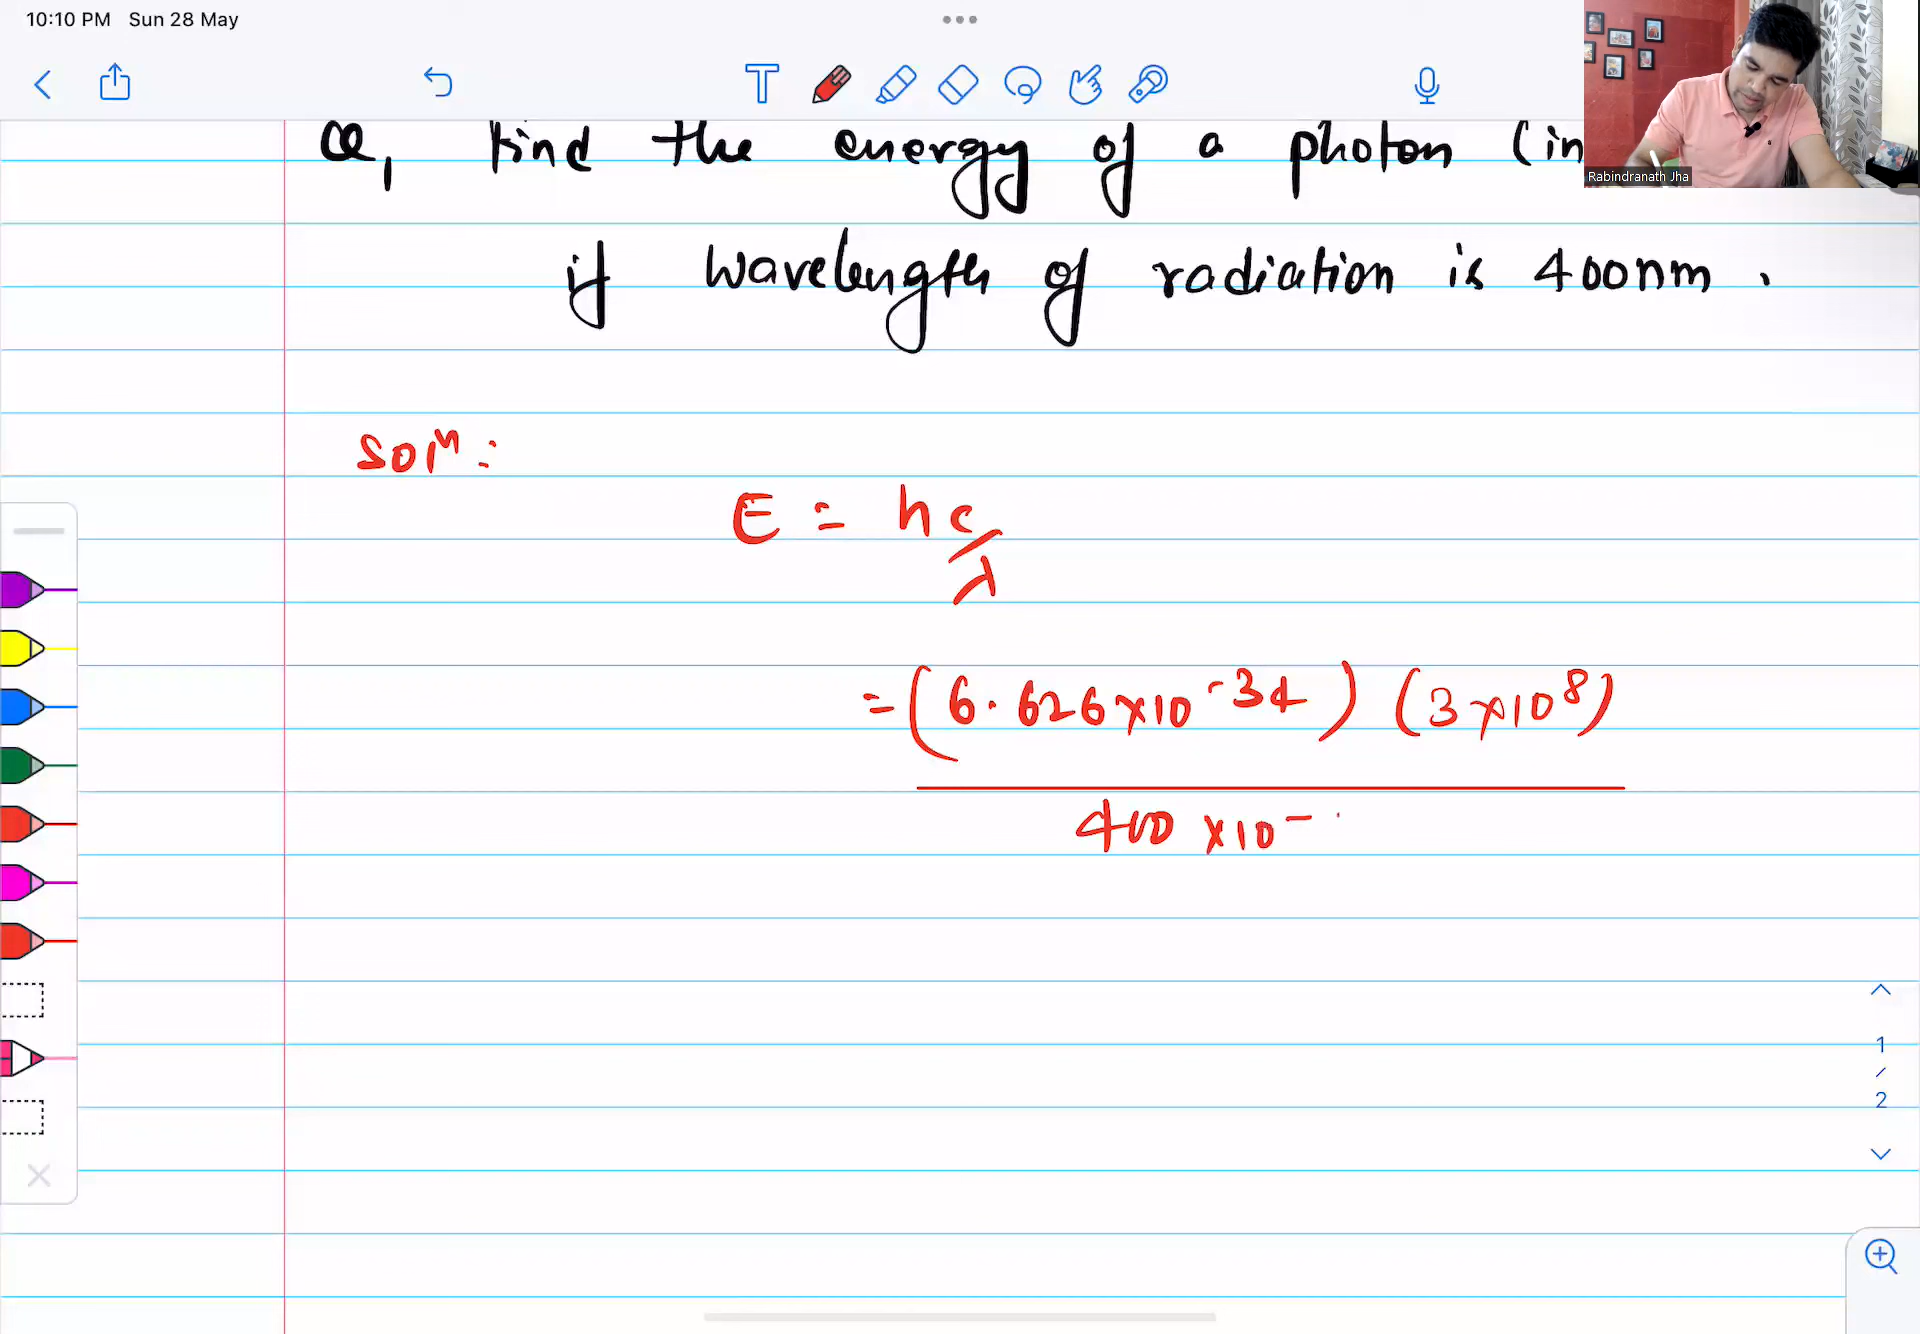 10:10 PM Sun 28 May
Rabindranath Jha
Q, Find the energy of a photon (in
if wavelength of radiation is 400nm.
Solⁿ:
E = hc/λ
= (6.626×10⁻³⁴) (3×10⁸)
400 ×10⁻
1
/
2